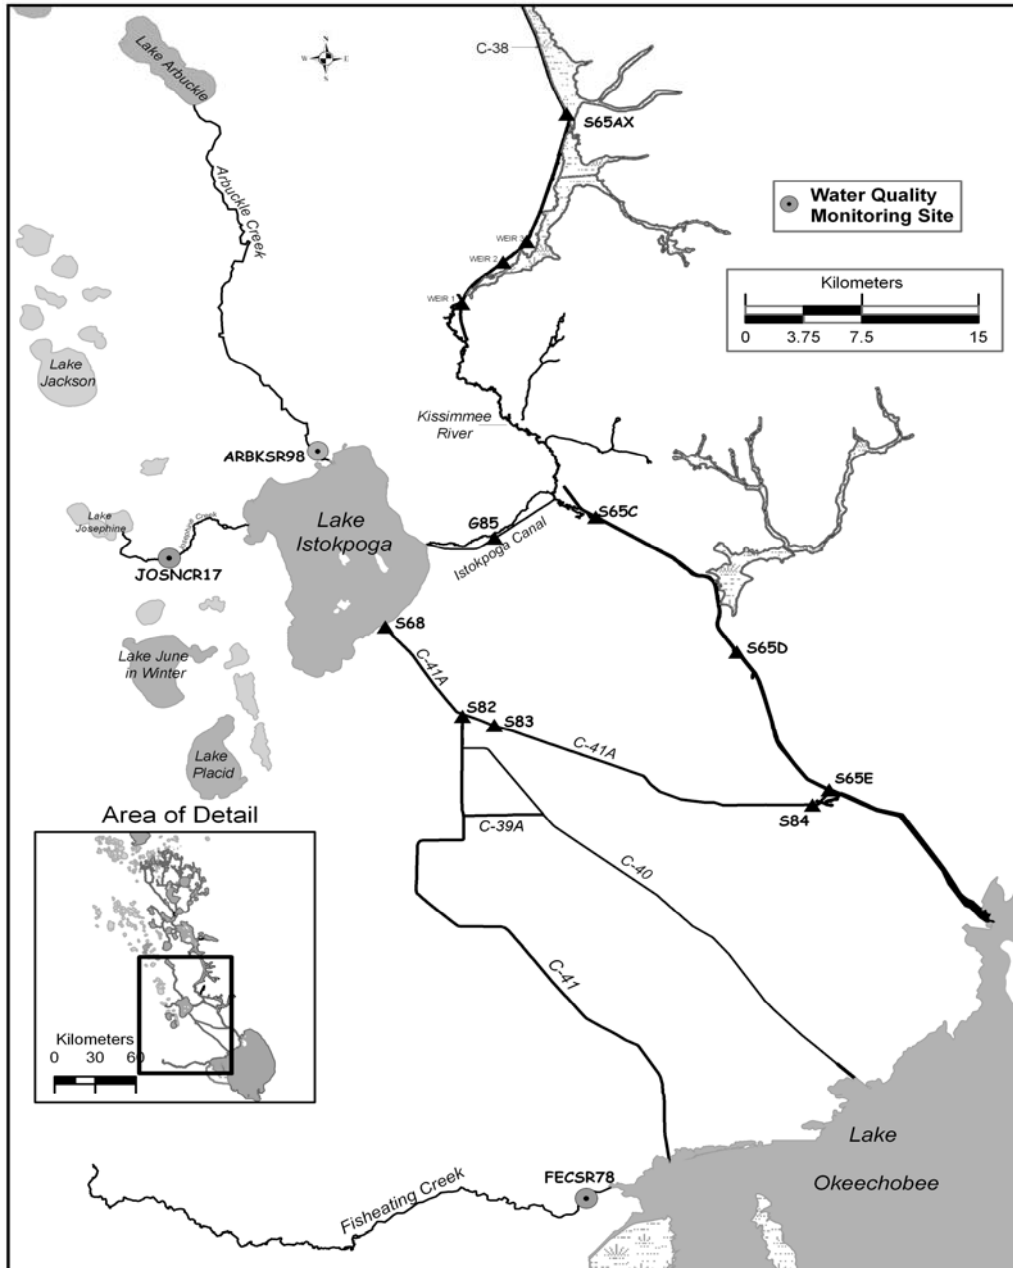 Lake Arbuckle
N
W
E
S
C-38
S65AX
Arbuckle Creek
Water Quality
Monitoring Site
WEIR 3
WEIR 2
WEIR 1
Kilometers
0 3.75 7.5 15
Lake
Jackson
Kissimmee
River
ARBKSR98
Lake
Josephine
Josephine Creek
Lake
Istokpoga
G85
Istokpoga Canal
S65C
JOSNCR17
S68
S65D
Lake June
in Winter
C-41A
S82
S83
C-41A
Lake
Placid
S65E
S84
Area of Detail
C-39A
C-40
C-41
Kilometers
0 30 60
Lake
Okeechobee
FECSR78
Fisheating Creek